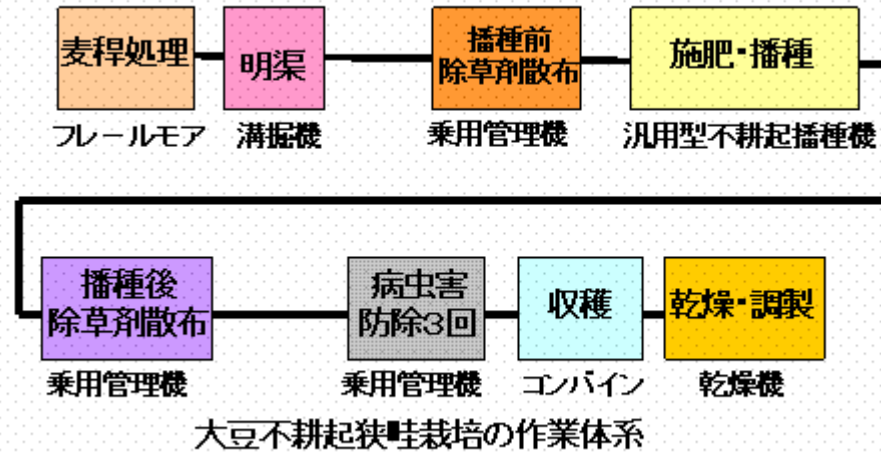 麦稈処理
明渠
播種前
除草剤散布
施肥・播種
フレールモア
溝掘機
乗用管理機
汎用型不耕起播種機
播種後
除草剤散布
病虫害
防除3回
収穫
乾燥・調製
乗用管理機
乗用管理機
コンバイン
乾燥機
大豆不耕起狭畦栽培の作業体系